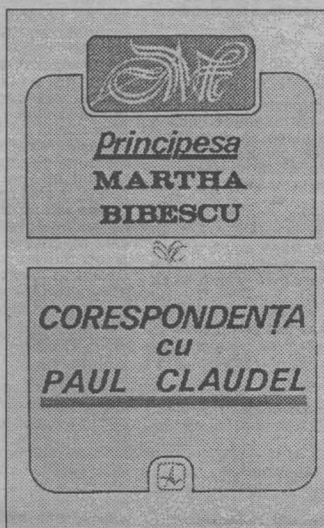 Principesa
MARTHA
BIBESCU
CORESPONDENȚA
cu
PAUL CLAUDEL